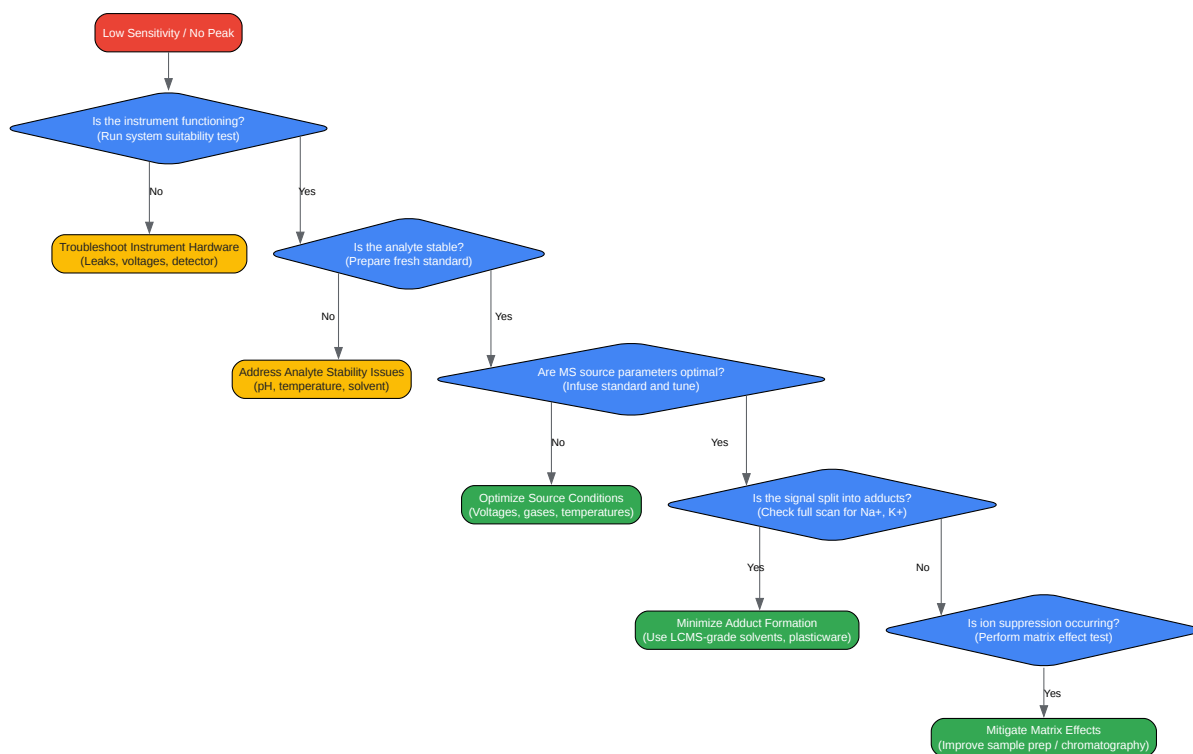 Low Sensitivity / No Peak
Is the instrument functioning?
(Run system suitability test)
No
Yes
Troubleshoot Instrument Hardware
(Leaks, voltages, detector)
Is the analyte stable?
(Prepare fresh standard)
No
Yes
Address Analyte Stability Issues
(pH, temperature, solvent)
Are MS source parameters optimal?
(Infuse standard and tune)
No
Yes
Optimize Source Conditions
(Voltages, gases, temperatures)
Is the signal split into adducts?
(Check full scan for Na+, K+)
Yes
No
Minimize Adduct Formation
(Use LCMS-grade solvents, plasticware)
Is ion suppression occurring?
(Perform matrix effect test)
Yes
Mitigate Matrix Effects
(Improve sample prep / chromatography)